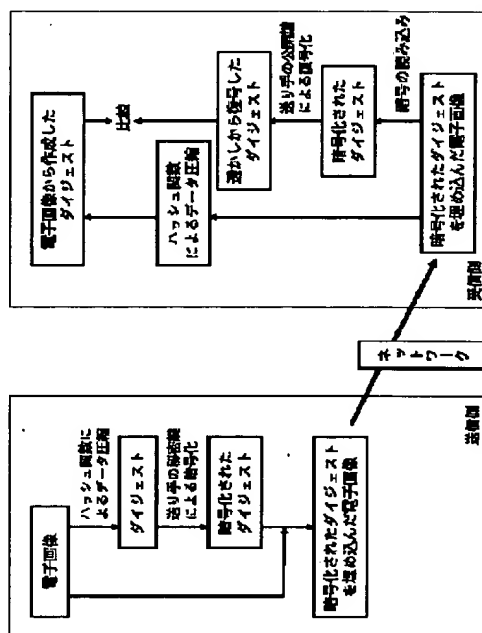 電子画像
ハッシュ関数に
よるデータ圧縮
ダイジェスト
送り手の秘密鍵
による暗号化
暗号化された
ダイジェスト
暗号化されたダイジェスト
を埋め込んだ電子画像
送信側
ネットワーク
電子画像から作成した
ダイジェスト
比較
ハッシュ関数
によるデータ圧縮
透かしから復号した
ダイジェスト
送り手の公開鍵
による復号化
暗号化された
ダイジェスト
暗号の読み込み
暗号化されたダイジェスト
を埋め込んだ電子画像
受信側